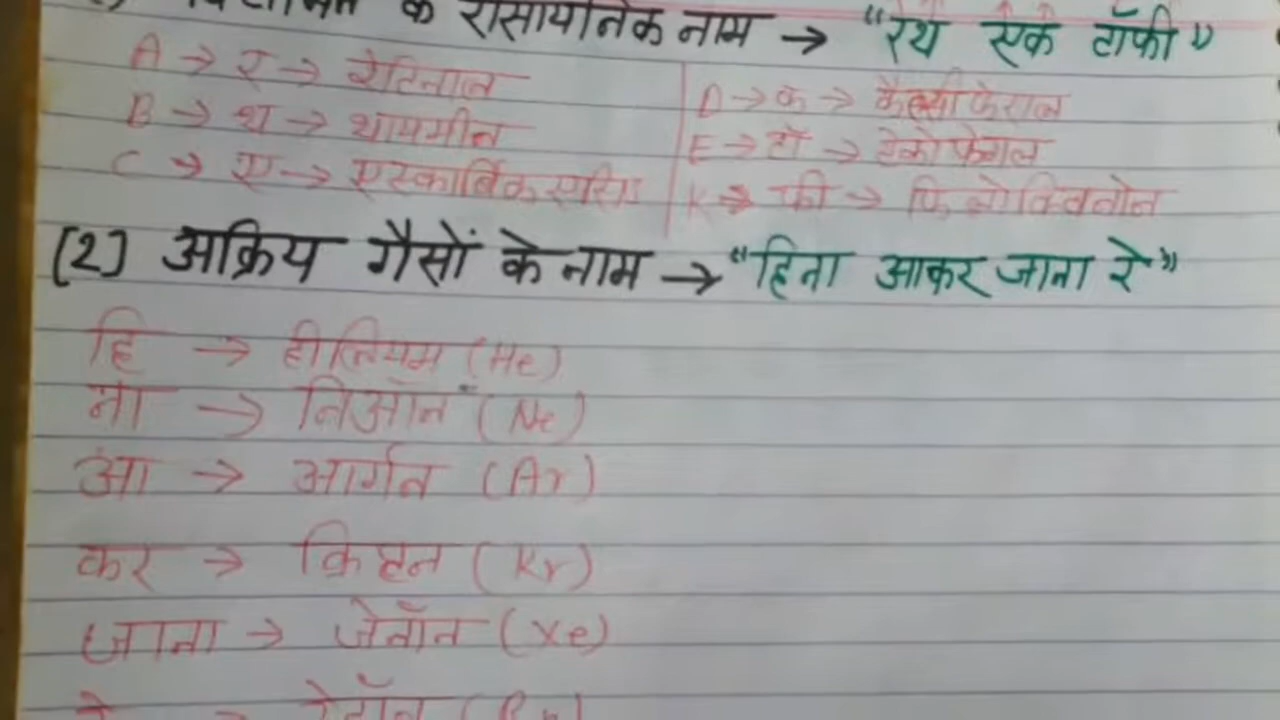 के रासायनिक नाम → "रथ एके टॉफी"
A → र → रेटिनाल
B → थ → थायमीन
C → ए → एस्कार्बिक एसिड
D → के → कैल्सीफेराल
E → टॉ → टेकोफेराल
K → फी → फिलोक्विनोन
(2) अक्रिय गैसों के नाम → "हिना आकर जाना रे"
हि → हीलियम (He)
ना → निऑन (Ne)
आ → आर्गन (Ar)
कर → क्रिप्टन (Kr)
जाना → जेनॉन (Xe)
रे → रेडॉन (Rn)